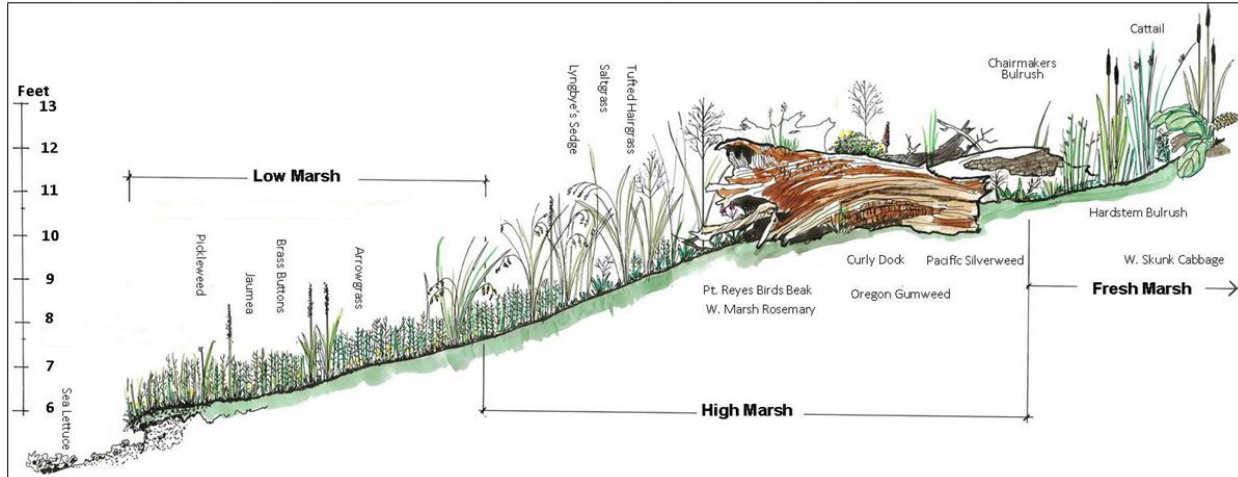 Feet
13
12
11
10
9
8
7
6
Sea Lettuce
Low Marsh
Pickleweed
Jaumea
Brass Buttons
Arrowgrass
Lyngbye's Sedge
Saltgrass
Tufted Hairgrass
High Marsh
Pt. Reyes Birds Beak
W. Marsh Rosemary
Curly Dock
Oregon Gumweed
Pacific Silverweed
Chairmakers
Bulrush
Cattail
Hardstem Bulrush
W. Skunk Cabbage
Fresh Marsh